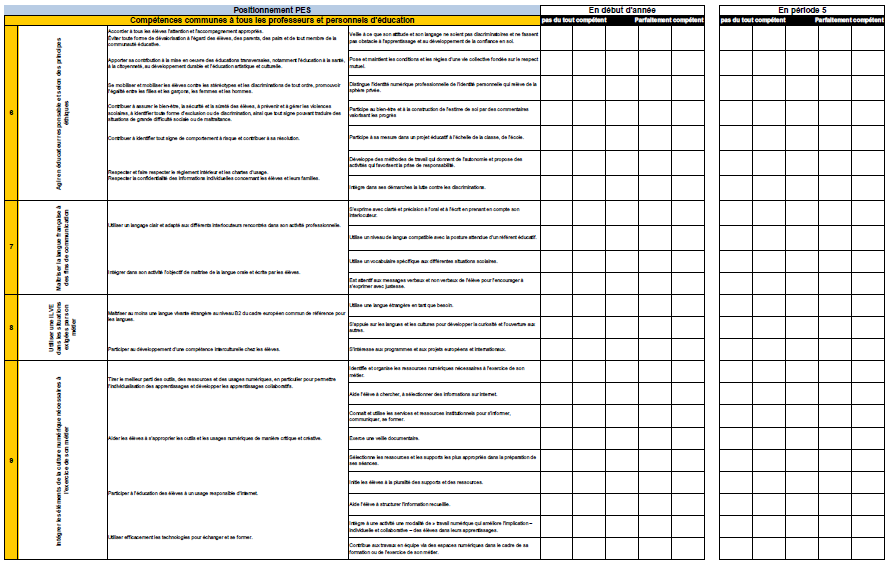 Positionnement PES
En début d'année
En période 5
Compétences communes à tous les professeurs et personnels d'éducation
pas du tout compétent
Parfaitement compétent
pas du tout compétent
Parfaitement compétent
6
Agir en éducateur responsable et selon des principes
éthiques
Accorder à tous les élèves l'attention et l'accompagnement appropriés.
Éviter toute forme de dévalorisation à l'égard des élèves, des parents, des pairs et de tout membre de la
communauté éducative.
Apporter sa contribution à la mise en oeuvre des éducations transversales, notamment l'éducation à la santé,
à la citoyenneté, au développement durable et l'éducation artistique et culturelle.
Se mobiliser et mobiliser les élèves contre les stéréotypes et les discriminations de tout ordre, promouvoir
l'égalité entre les filles et les garçons, les femmes et les hommes.
Contribuer à assurer le bien-être, la sécurité et la sûreté des élèves, à prévenir et à gérer les violences
scolaires, à identifier toute forme d'exclusion ou de discrimination, ainsi que tout signe pouvant traduire des
situations de grande difficulté sociale ou de maltraitance.
Contribuer à identifier tout signe de comportement à risque et contribuer à sa résolution.
Respecter et faire respecter le règlement intérieur et les chartes d'usage.
Respecter la confidentialité des informations individuelles concernant les élèves et leurs familles.
Veille à ce que son attitude et son langage ne soient pas discriminatoires et ne fassent
pas obstacle à l'apprentissage et au développement de la confiance en soi.
Pose et maintient les conditions et les règles d'une vie collective fondée sur le respect
mutuel.
Distingue l'identité numérique professionnelle de l'identité personnelle qui relève de la
sphère privée.
Participe au bien-être et à la construction de l'estime de soi par des commentaires
valorisant les progrès
Participe à sa mesure dans un projet éducatif à l'échelle de la classe, de l'école.
Développe des méthodes de travail qui donnent de l'autonomie et propose des
activités qui favorisent la prise de responsabilité.
Intègre dans ses démarches la lutte contre les discriminations.
7
Maîtriser la langue française à
des fins de communication
Utiliser un langage clair et adapté aux différents interlocuteurs rencontrés dans son activité professionnelle.
Intégrer dans son activité l'objectif de maîtrise de la langue orale et écrite par les élèves.
S'exprime avec clarté et précision à l'oral et à l'écrit en prenant en compte son
interlocuteur.
Utilise un niveau de langue compatible avec la posture attendue d'un référent éducatif.
Utilise un vocabulaire spécifique aux différentes situations scolaires.
Est attentif aux messages verbaux et non verbaux de l'élève pour l'encourager à
s'exprimer avec justesse.
8
Utiliser une lLVE
dans les situations
exigées par son
métier
Maîtriser au moins une langue vivante étrangère au niveau B2 du cadre européen commun de référence pour
les langues.
Participer au développement d'une compétence interculturelle chez les élèves.
Utilise une langue étrangère en tant que besoin.
S'appuie sur les langues et les cultures pour développer la curiosité et l'ouverture aux
autres.
S'intéresse aux programmes et aux projets européens et internationaux.
9
Intégrer les éléments de la culture numérique nécessaires à
l'exercice de son métier
Tirer le meilleur parti des outils, des ressources et des usages numériques, en particulier pour permettre
l'individualisation des apprentissages et développer les apprentissages collaboratifs.
Aider les élèves à s'approprier les outils et les usages numériques de manière critique et créative.
Participer à l'éducation des élèves à un usage responsable d'internet.
Utiliser efficacement les technologies pour échanger et se former.
Identifie et organise les ressources numériques nécessaires à l'exercice de son
métier.
Aide l'élève à chercher, à sélectionner des informations sur internet.
Connaît et utilise les services et ressources institutionnels pour s'informer,
communiquer, se former.
Exerce une veille documentaire.
Sélectionne les ressources et les supports les plus appropriés dans la préparation de
ses séances.
Initie les élèves à la pluralité des supports et des ressources.
Aide l'élève à structurer l'information recueillie.
Intègre à une activité une modalité de » travail numérique qui améliore l'implication –
individuelle et collaborative – des élèves dans leurs apprentissages.
Contribue aux travaux en équipe via des espaces numériques dans le cadre de sa
formation ou de l'exercice de son métier.